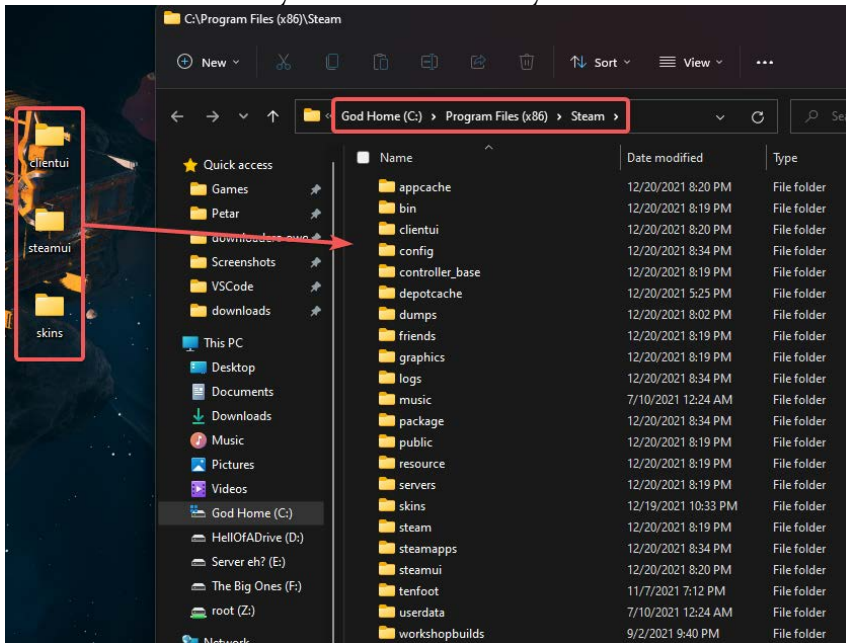 C:\Program Files (x86)\Steam
New
Sort
View
God Home (C:) > Program Files (x86) > Steam >
Name Date modified Type
clientui
steamui
skins
Quick access
Games
Petar
Screenshots
VSCode
downloads
This PC
Desktop
Documents
Downloads
Music
Pictures
Videos
God Home (C:)
HellOfADrive (D:)
Server eh? (E:)
The Big Ones (F:)
root (Z:)
Network
appcache 12/20/2021 8:20 PM File folder
bin 12/20/2021 8:19 PM File folder
clientui 12/20/2021 8:20 PM File folder
config 12/20/2021 8:34 PM File folder
controller_base 12/20/2021 8:19 PM File folder
depotcache 12/20/2021 5:25 PM File folder
dumps 12/20/2021 8:02 PM File folder
friends 12/20/2021 8:19 PM File folder
graphics 12/20/2021 8:19 PM File folder
logs 12/20/2021 8:34 PM File folder
music 7/10/2021 12:24 AM File folder
package 12/20/2021 8:34 PM File folder
public 12/20/2021 8:19 PM File folder
resource 12/20/2021 8:19 PM File folder
servers 12/20/2021 8:19 PM File folder
skins 12/19/2021 10:33 PM File folder
steam 12/20/2021 8:19 PM File folder
steamapps 12/20/2021 8:34 PM File folder
steamui 12/20/2021 8:20 PM File folder
tenfoot 11/7/2021 7:12 PM File folder
userdata 7/10/2021 12:24 AM File folder
workshopbuilds 9/2/2021 9:40 PM File folder